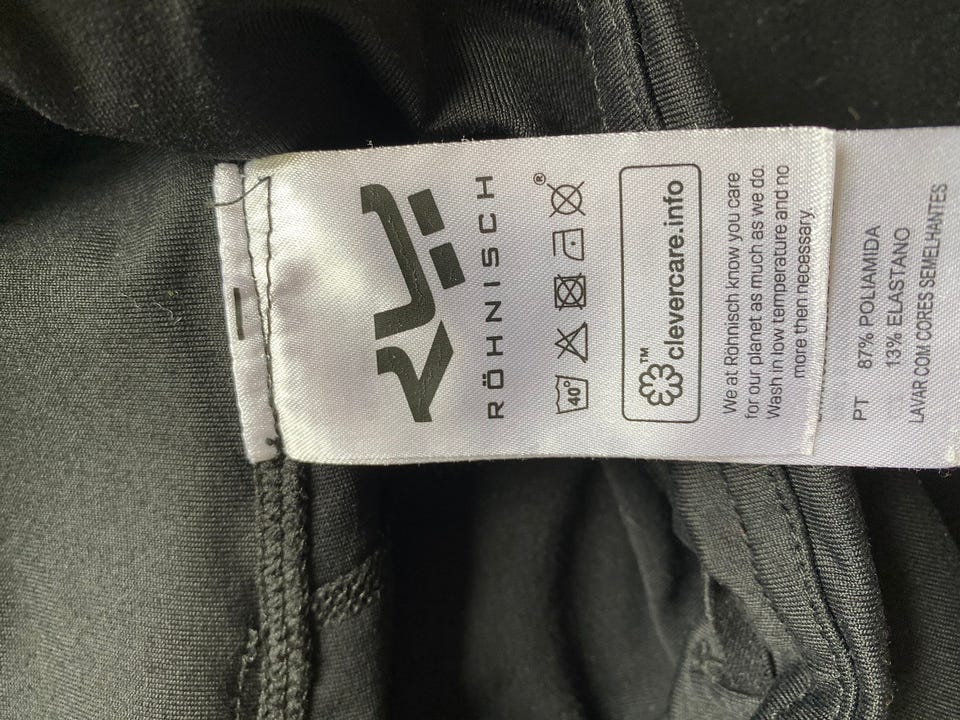 RÖHNISCH
40°
®
™
clevercare.info
We at Röhnisch know you care
for our planet as much as we do.
Wash in low temperature and no
more then necessary.
PT
87% POLIAMIDA
13% ELASTANO
LAVAR COM CORES SEMELHANTES